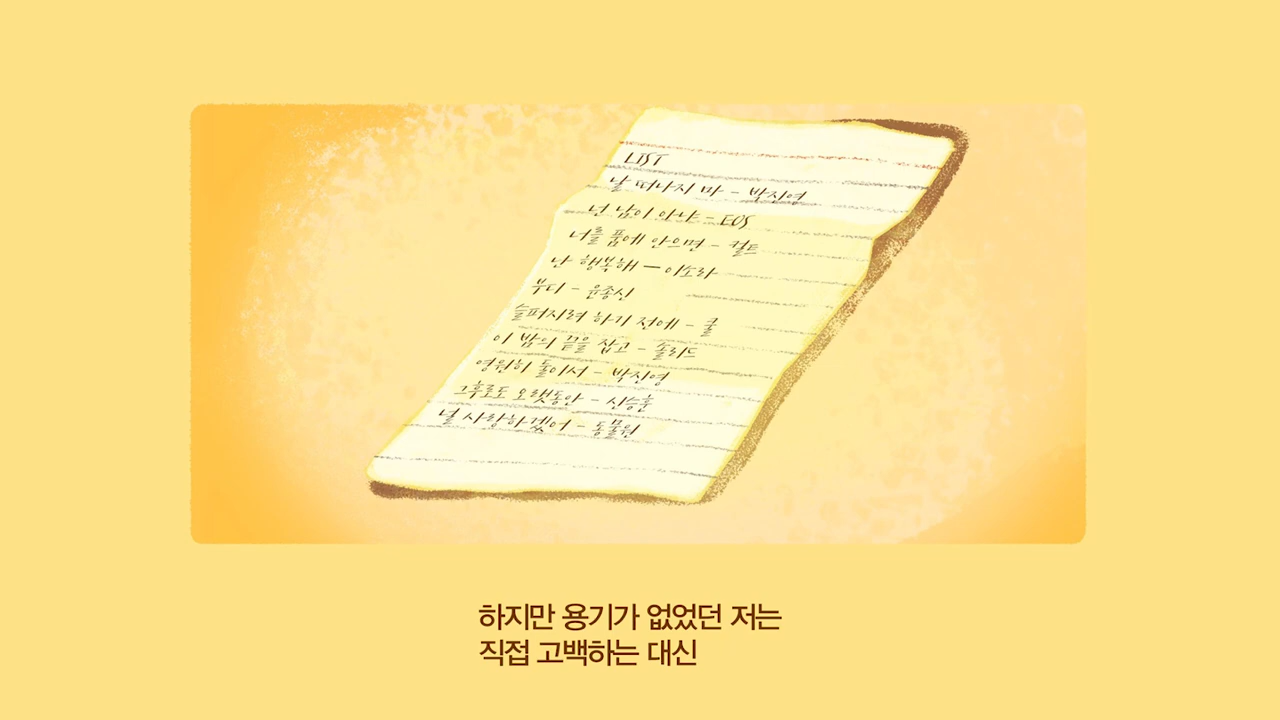 LIST
날 떠나지 마 - 박진영
넌 남이 아냐 - EOS
너를 품에 안으면 - 컬트
난 행복해 - 이소라
부디 - 윤종신
슬퍼지려 하기 전에 - 쿨
이 밤의 끝을 잡고 - 솔리드
영원히 둘이서 - 박진영
그후로도 오랫동안 - 신승훈
널 사랑하겠어 - 동물원
하지만 용기가 없었던 저는
직접 고백하는 대신